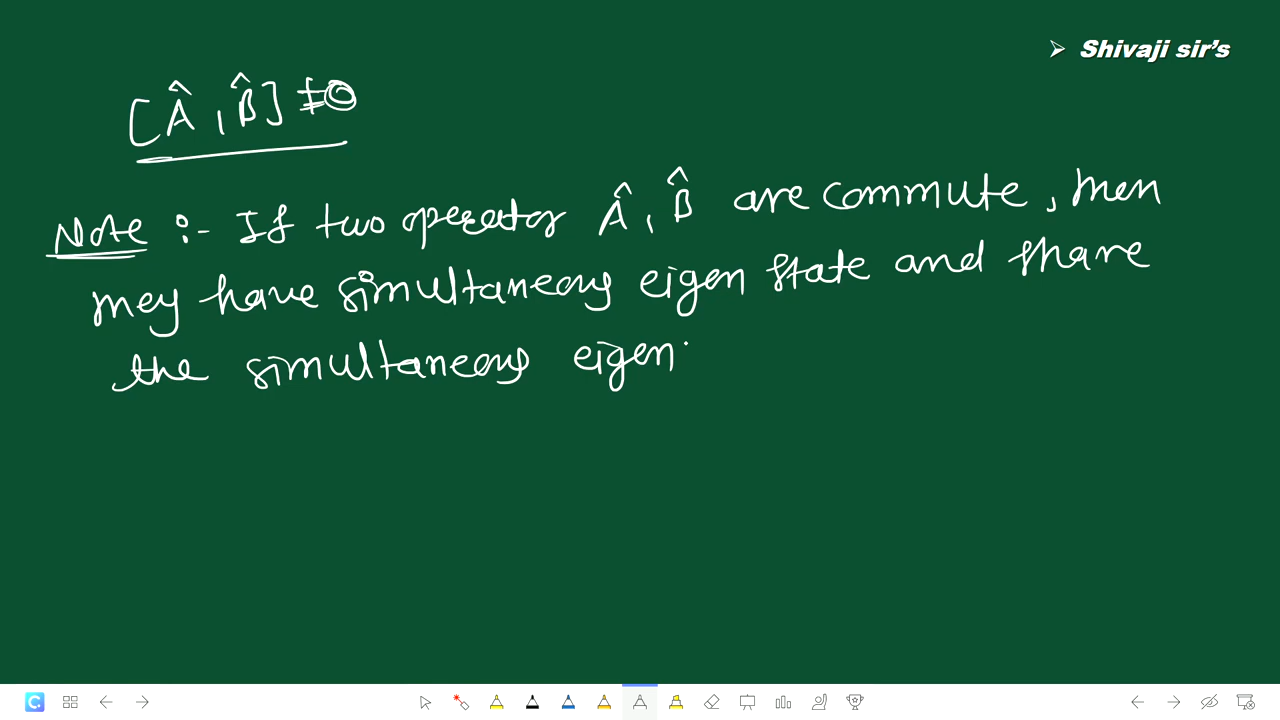 ➢ Shivaji sir's
[Â, B̂] ≠ 0
Note :- If two operator Â, B̂ are commute, then
they have simultaneous eigen state and share
the simultaneous eigen